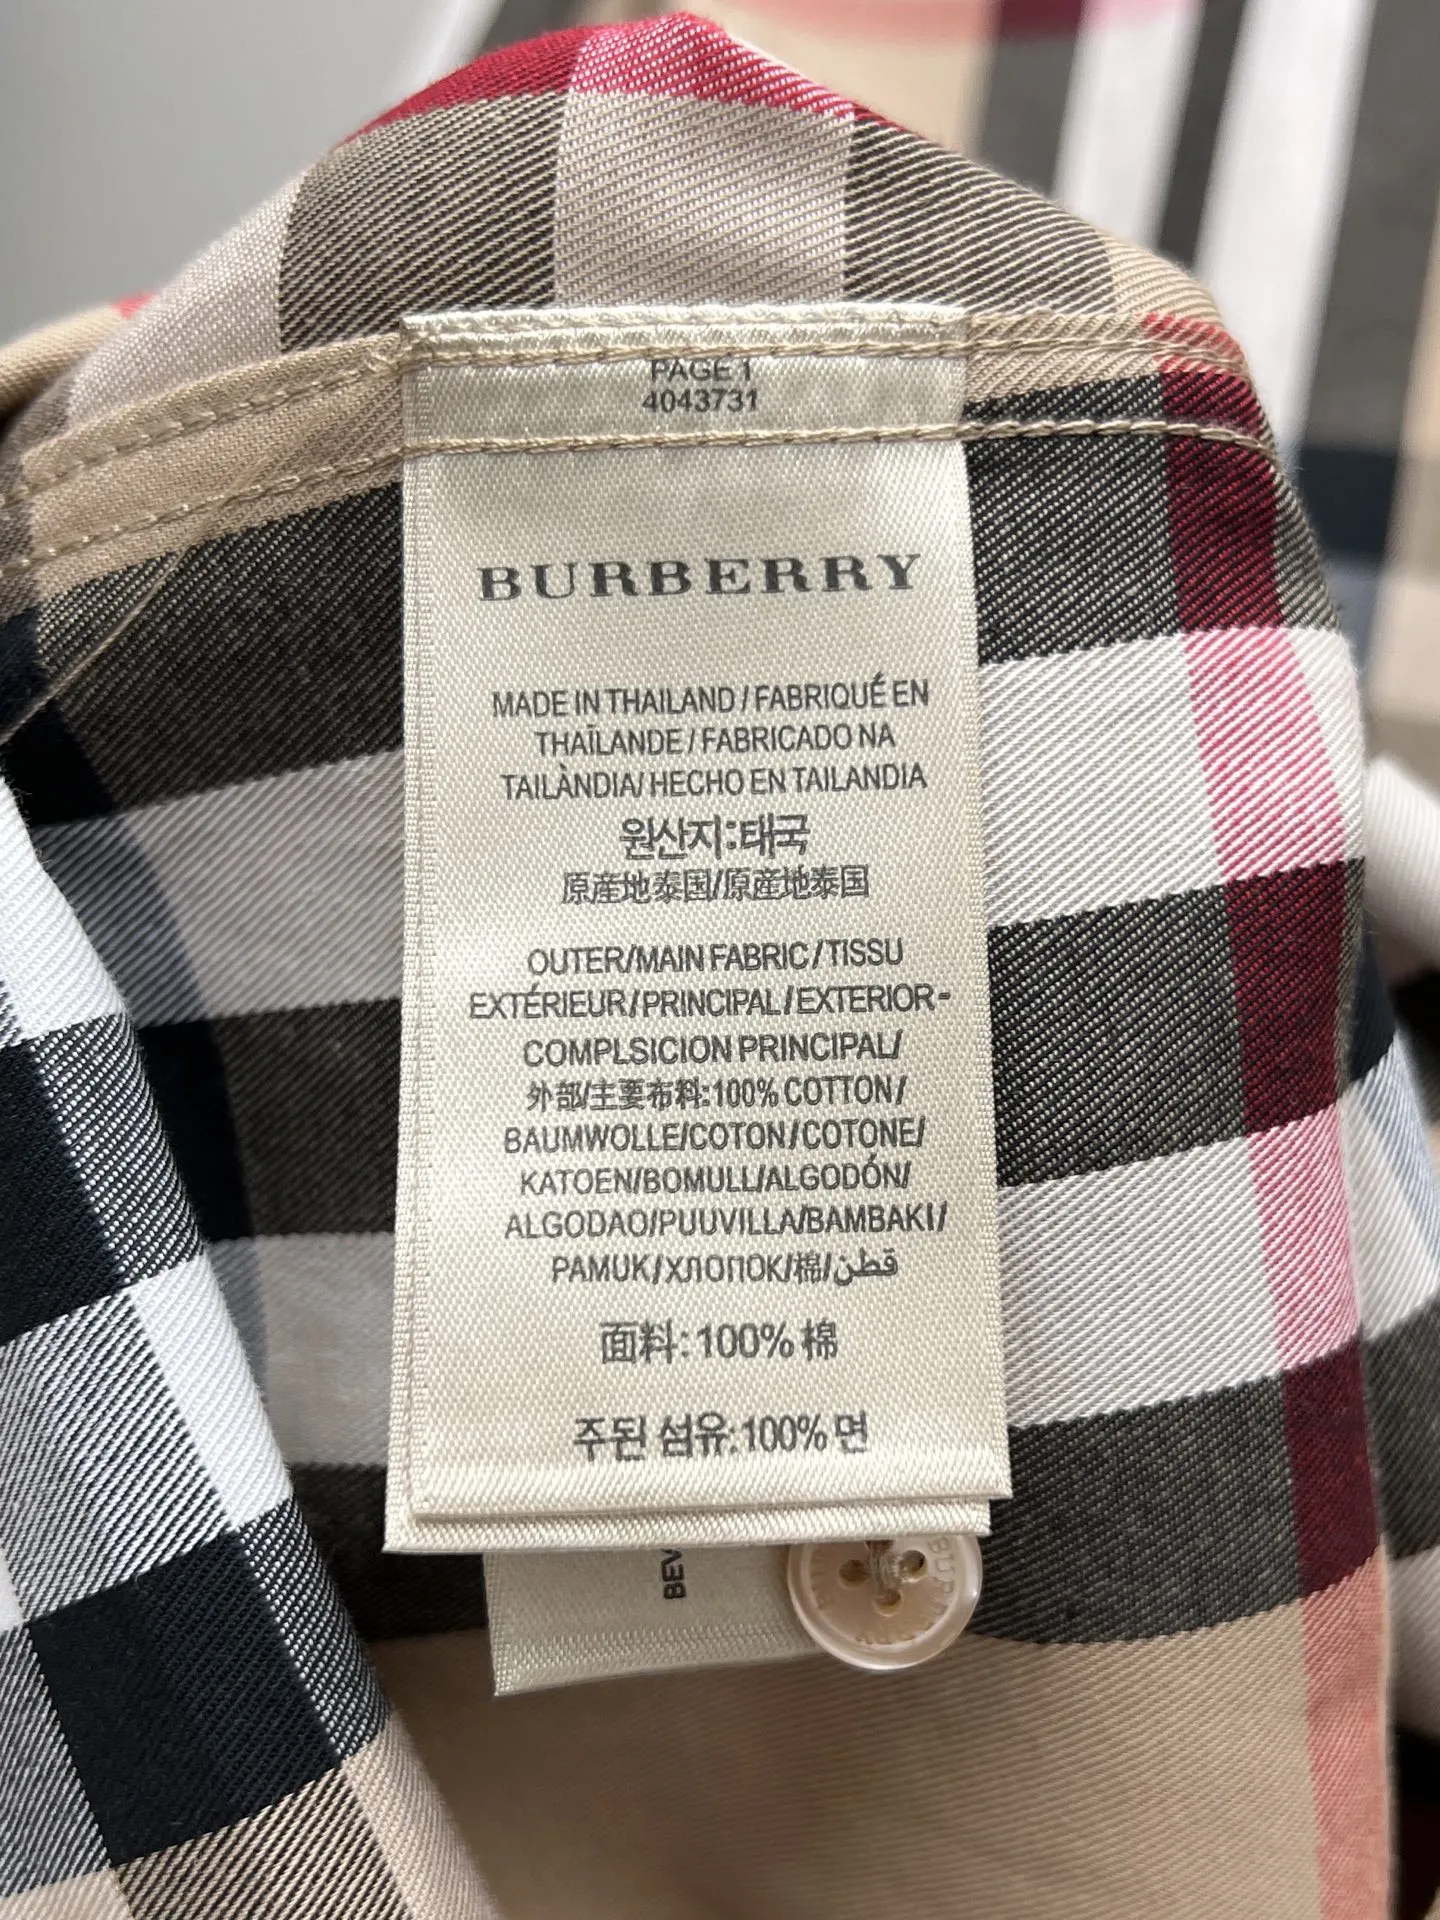 PAGE 1
4043731
BURBERRY
MADE IN THAILAND / FABRIQUÉ EN
THAÏLANDE / FABRICADO NA
TAILÀNDIA/ HECHO EN TAILANDIA
원산지:태국
原産地泰国/原産地泰国
OUTER/MAIN FABRIC / TISSU
EXTÉRIEUR/PRINCIPAL/EXTERIOR-
COMPLSICION PRINCIPAL/
外部/主要布料:100% COTTON/
BAUMWOLLE/COTON/COTONE/
KATOEN/BOMULL/ALGODÓN/
ALGODAO/PUUVILLA/BAMBAKI/
PAMUK/ХЛОПОК/棉/قطن
面料:100% 棉
주된 섬유:100% 면
BEV